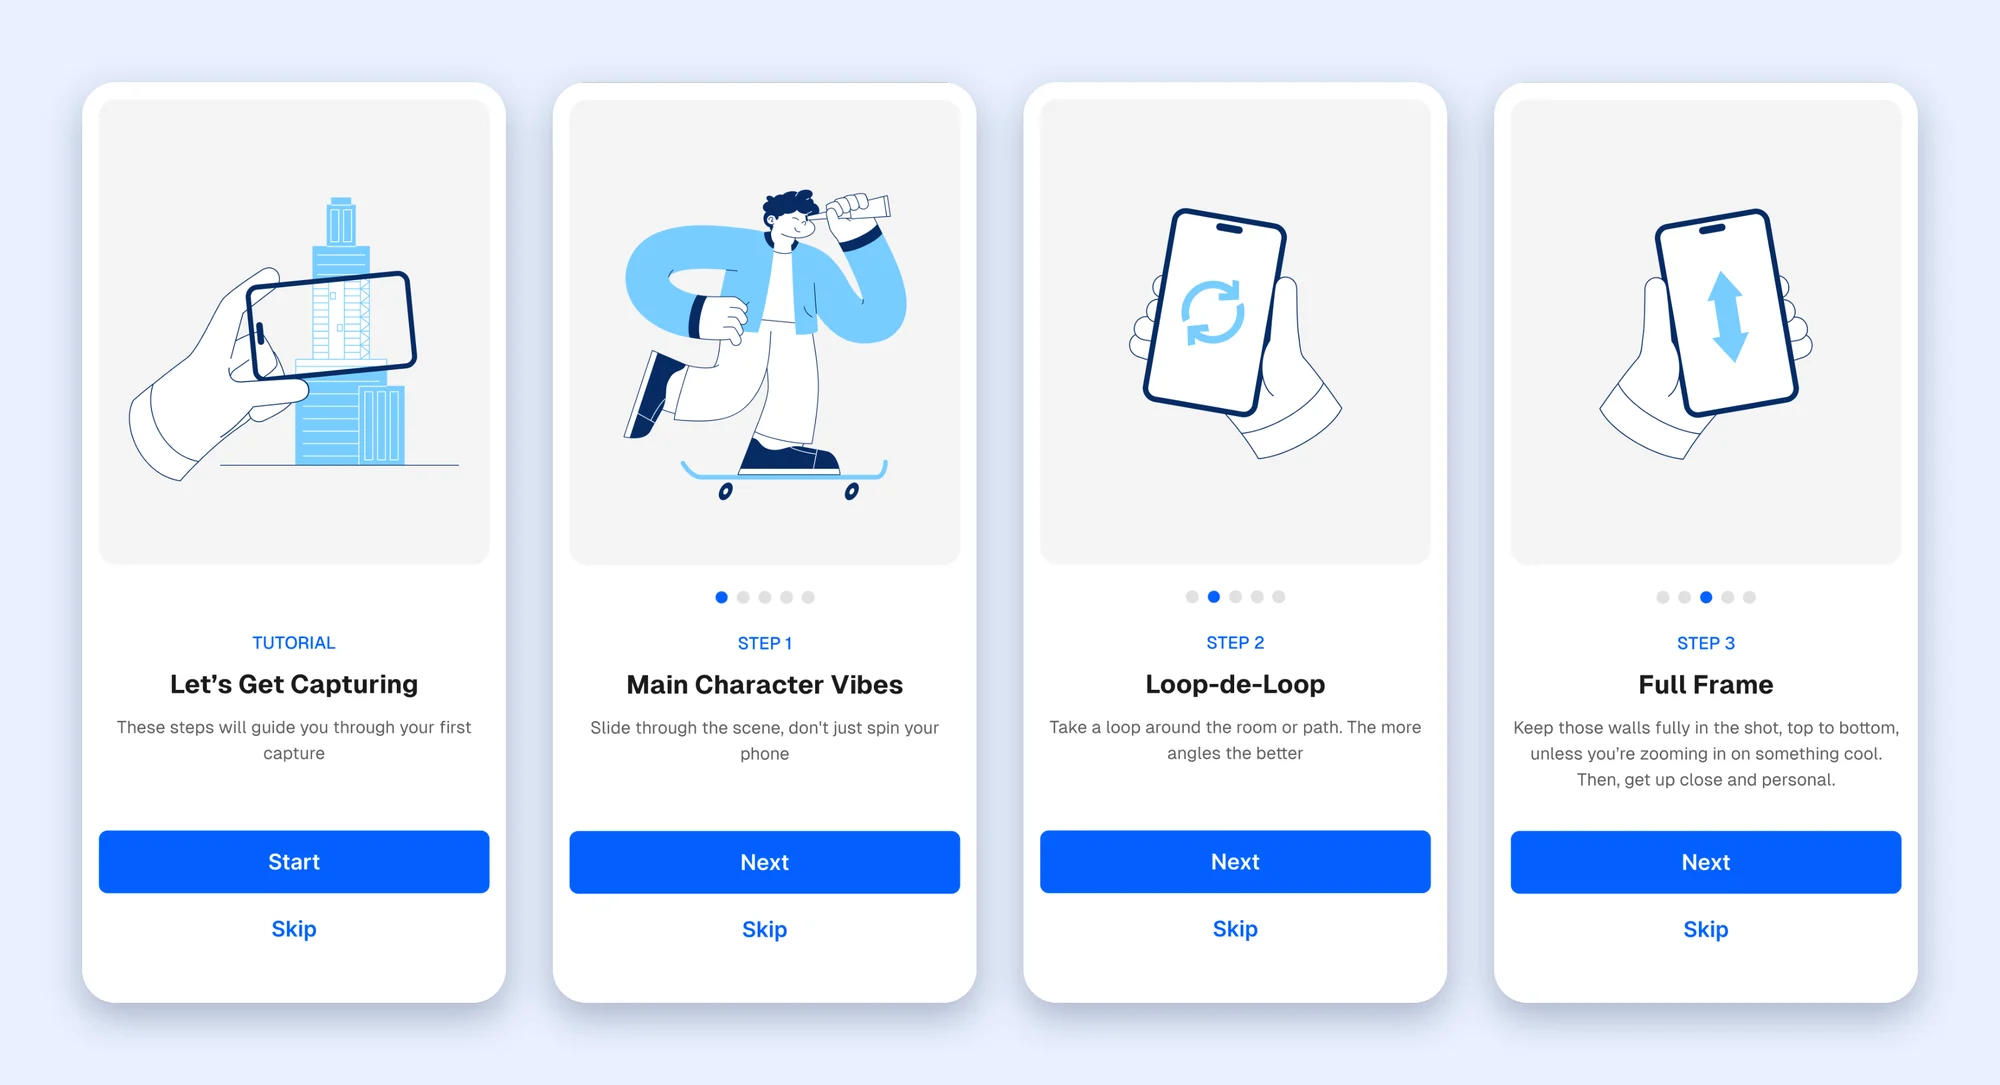 TUTORIAL
Let’s Get Capturing
These steps will guide you through your first
capture
Start
Skip
STEP 1
Main Character Vibes
Slide through the scene, don't just spin your
phone
Next
Skip
STEP 2
Loop-de-Loop
Take a loop around the room or path. The more
angles the better
Next
Skip
STEP 3
Full Frame
Keep those walls fully in the shot, top to bottom,
unless you’re zooming in on something cool.
Then, get up close and personal.
Next
Skip